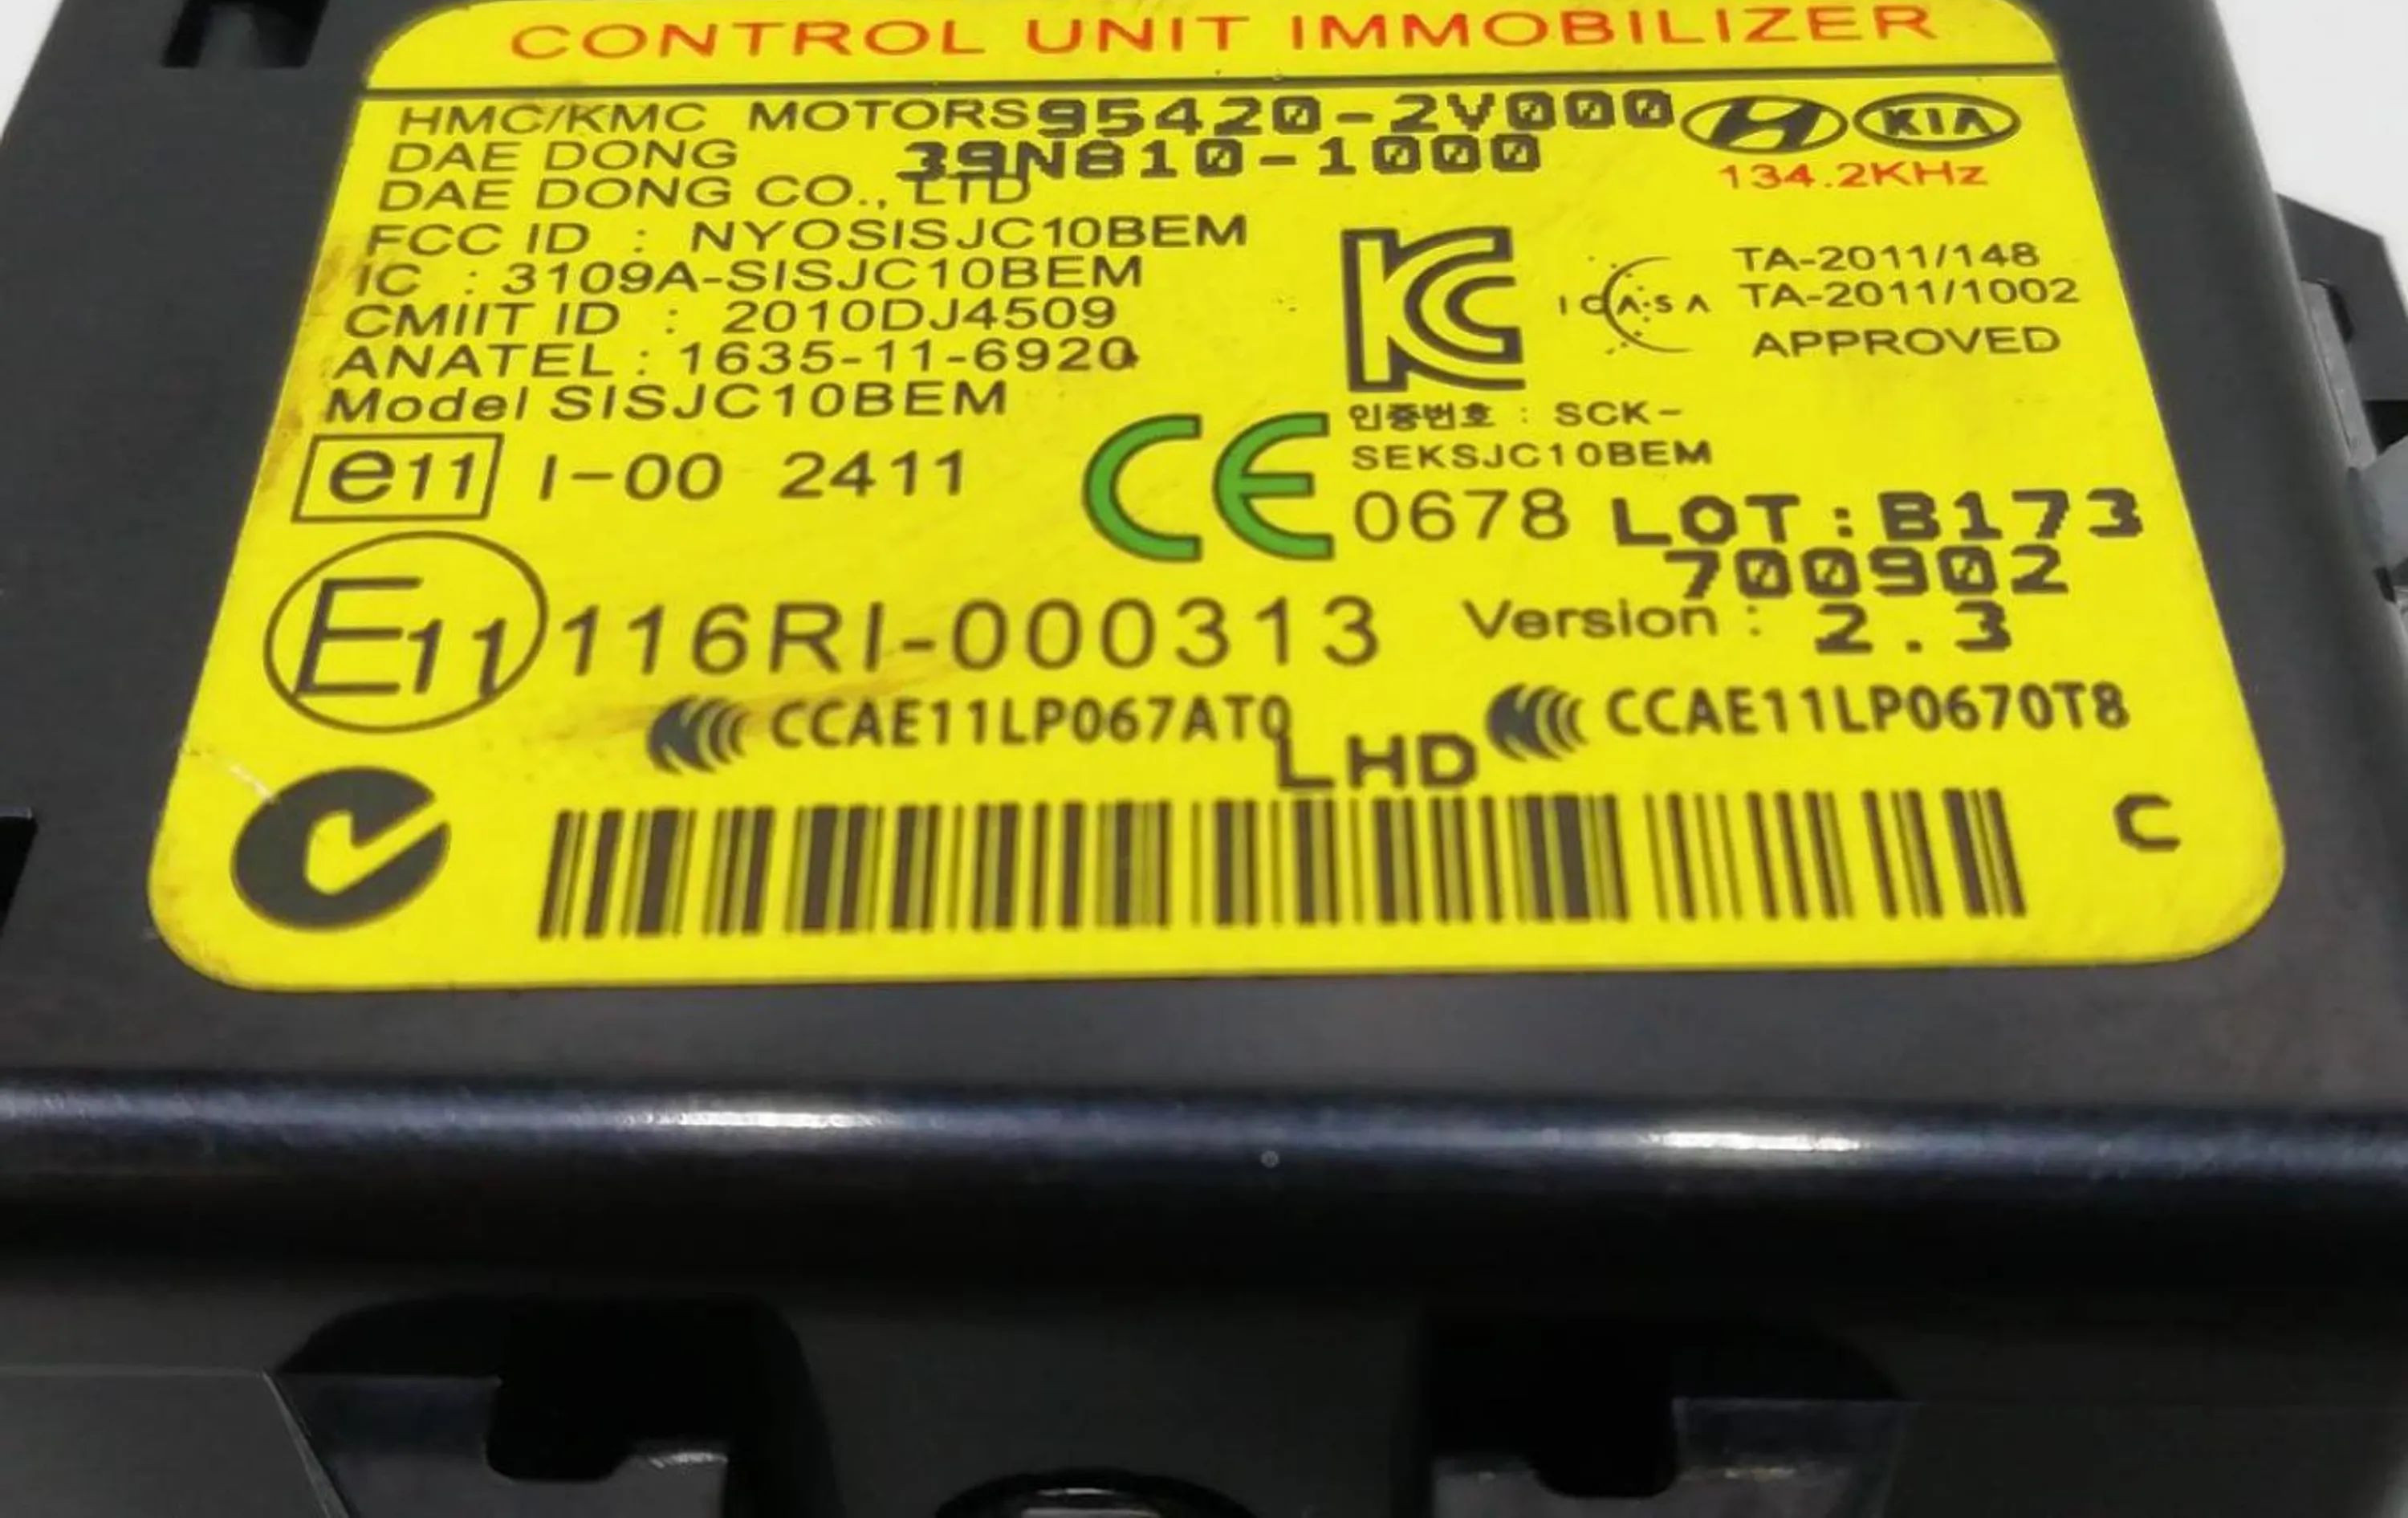 CONTROL UNIT IMMOBILIZER
HMC/KMC MOTORS 95420-2V000 KIA
DAE DONG 39N810-1000
134.2KHz
DAE DONG CO., LTD
FCC ID : NYOSISJC10BEM
IC : 3109A-SISJC10BEM
CMIIT ID : 2010DJ4509
ANATEL : 1635-11-6920
Model SISJC10BEM
ICASA
TA-2011/148
TA-2011/1002
APPROVED
인증번호 : SCK-
SEKSJC10BEM
e11 I-00 2411
CE 0678 LOT:B173
700902
E11 116RI-000313 Version : 2.3
CCAE11LP067AT0 CCAE11LP0670T8
LHD
C